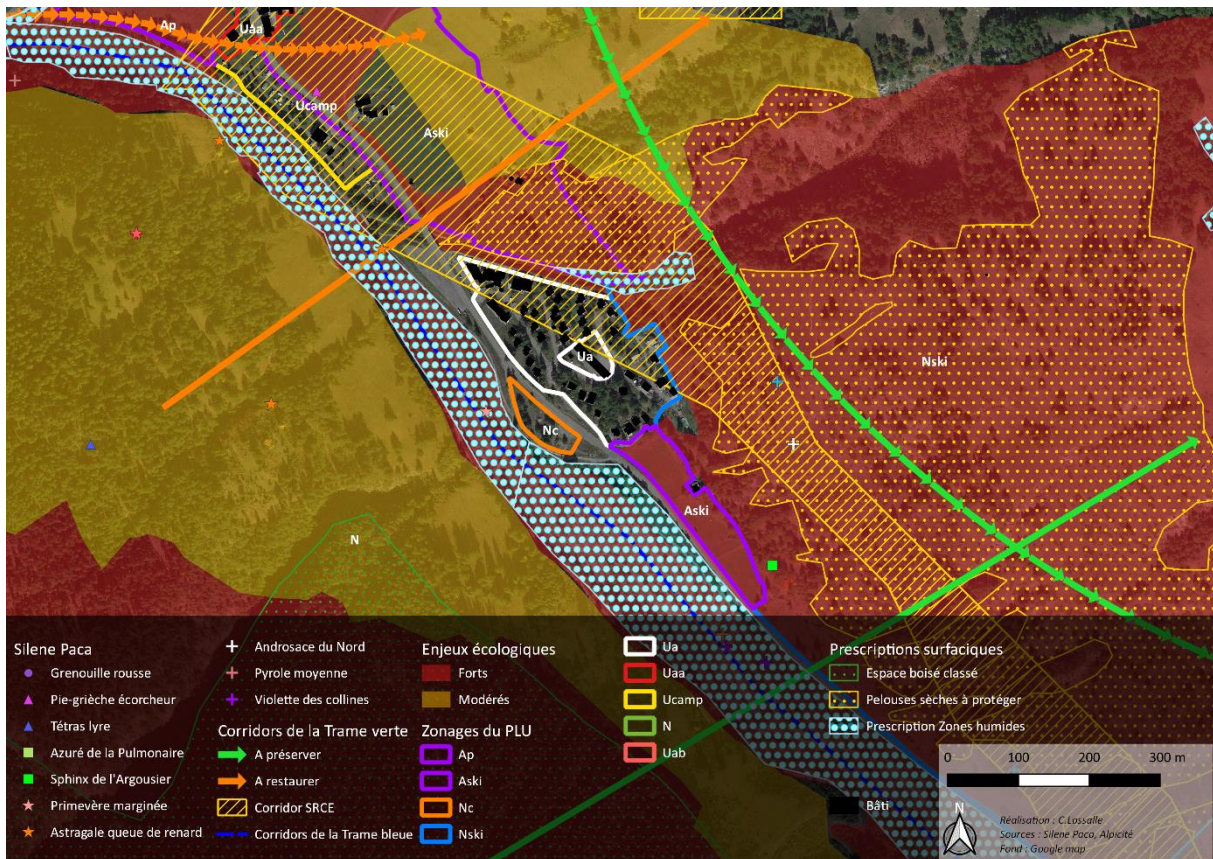 Ap
Uaa
Ucamp
Aski
Nski
Ua
Nc
Aski
N
Silene Paca
Grenouille rousse
Pie-grièche écorcheur
Tétras lyre
Azuré de la Pulmonaire
Sphinx de l'Argousier
Primevère marginée
Astragale queue de renard
Androsace du Nord
Pyrole moyenne
Violette des collines
Corridors de la Trame verte
A préserver
A restaurer
Corridor SRCE
Corridors de la Trame bleue
Enjeux écologiques
Forts
Modérés
Zonages du PLU
Ap
Aski
Nc
Nski
Ua
Uaa
Ucamp
N
Uab
Bâti
Prescriptions surfaciques
Espace boisé classé
Pelouses sèches à protéger
Prescription Zones humides
0 100 200 300 m
N
Réalisation : C.Lossalle
Sources : Silene Paca, Alpicité
Fond : Google map